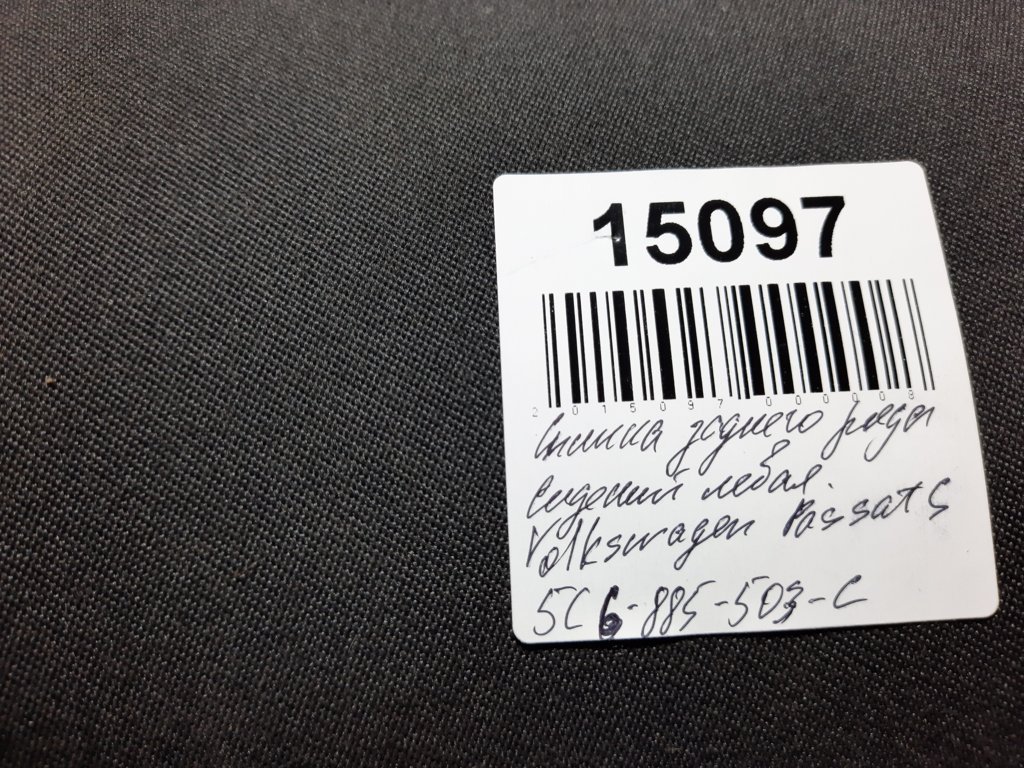 15097
2015097000008
Спинка заднего ряда
сидений левая.
Volkswagen Passat
5C6-885-503-C